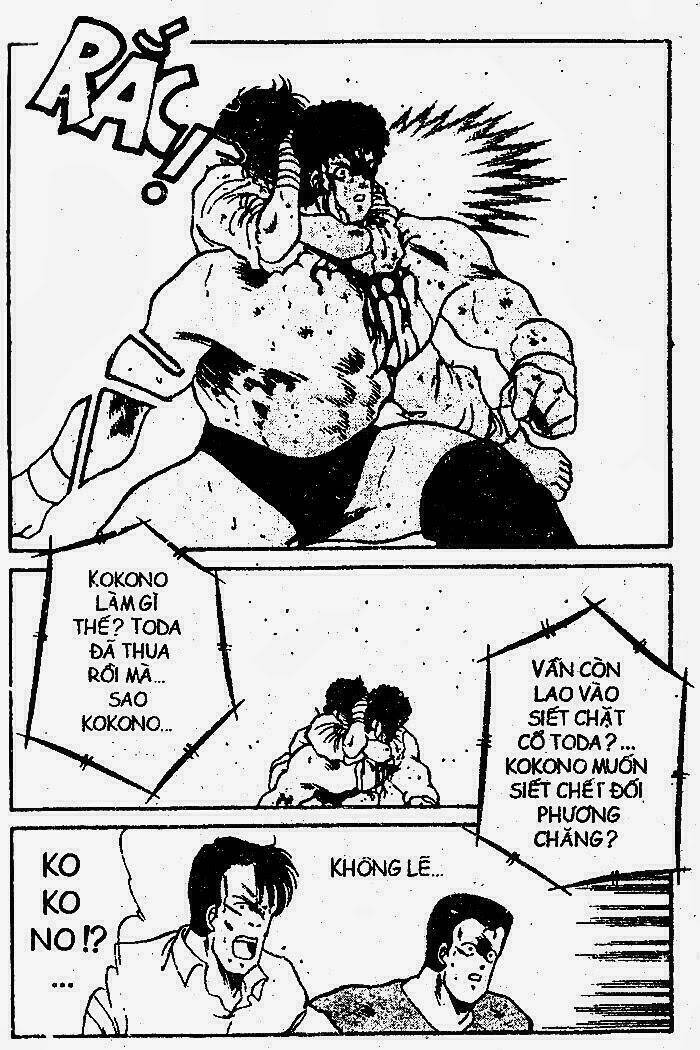 RẮC!
KOKONO
LÀM GÌ
THẾ? TODA
ĐÃ THUA
RỒI MÀ...
SAO
KOKONO...
VẪN CÒN
LAO VÀO
SIẾT CHẶT
CỔ TODA?...
KOKONO MUỐN
SIẾT CHẾT ĐỐI
PHƯƠNG
CHĂNG?
KO
KO
NO!?
...
KHÔNG LẼ...